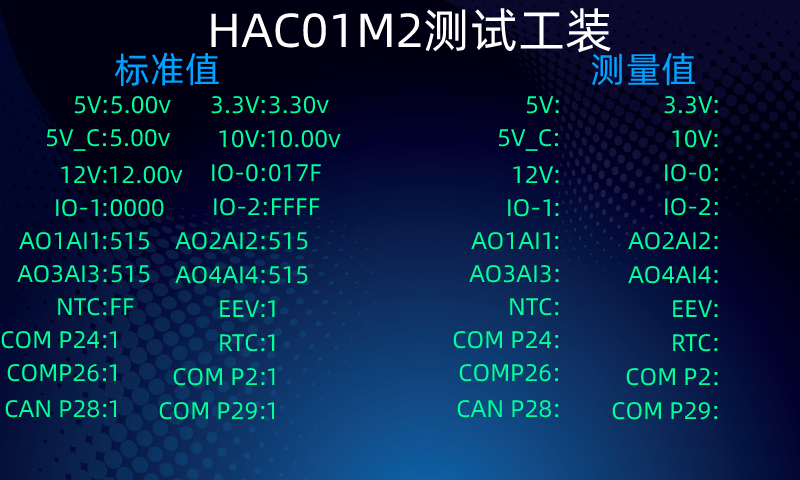 HAC01M2测试工装
标准值 测量值
5V:5.00v 3.3V:3.30v 5V: 3.3V:
5V_C:5.00v 10V:10.00v 5V_C: 10V:
12V:12.00v IO-0:017F 12V: IO-0:
IO-1:0000 IO-2:FFFF IO-1: IO-2:
AO1AI1:515 AO2AI2:515 AO1AI1: AO2AI2:
AO3AI3:515 AO4AI4:515 AO3AI3: AO4AI4:
NTC:FF EEV:1 NTC: EEV:
COM P24:1 RTC:1 COM P24: RTC:
COMP26:1 COM P2:1 COMP26: COM P2:
CAN P28:1 COM P29:1 CAN P28: COM P29: